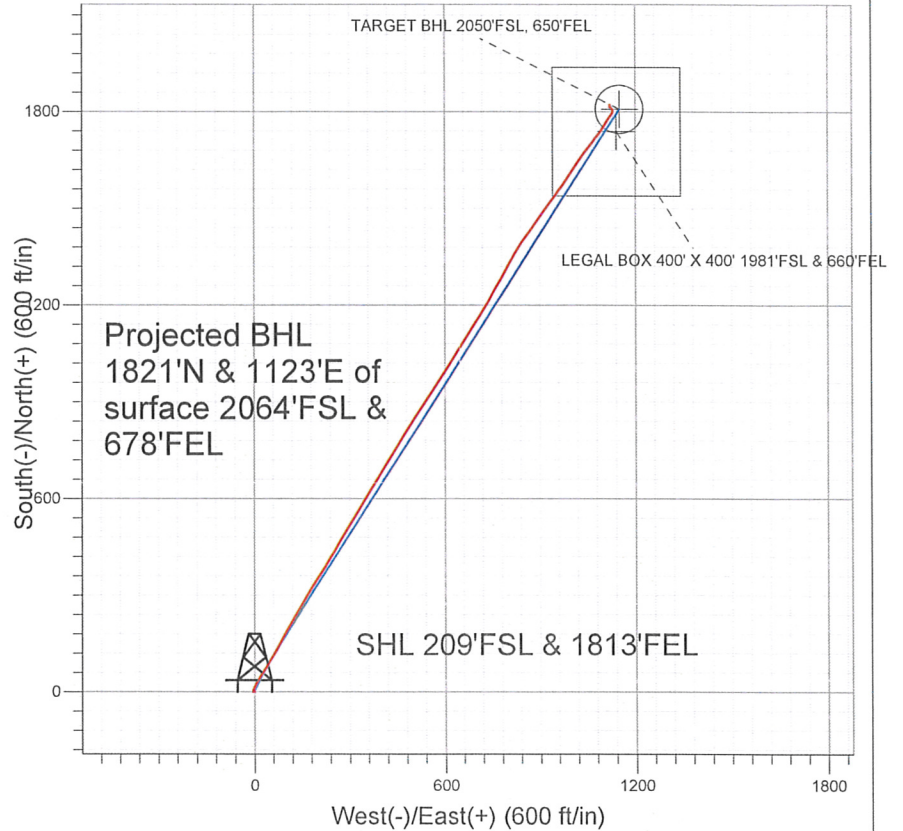 TARGET BHL 2050'FSL, 650'FEL
LEGAL BOX 400' X 400' 1981'FSL & 660'FEL
Projected BHL
1821'N & 1123'E of
surface 2064'FSL &
678'FEL
SHL 209'FSL & 1813'FEL
South(-)/North(+) (600 ft/in)
1800
1200
600
0
0
600
1200
1800
West(-)/East(+) (600 ft/in)